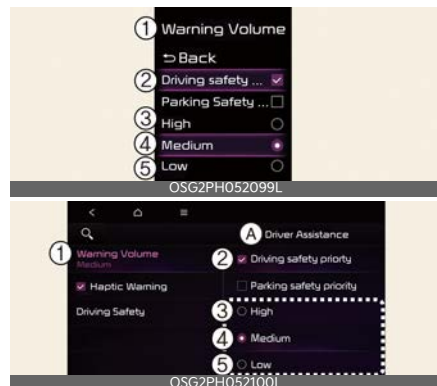 ① Warning Volume
⮌ Back
② Driving safety ...
Parking Safety ...
③ High
④ Medium
⑤ Low
OSG2PH052099L
Ⓐ Driver Assistance
① Warning Volume
Medium
② Driving safety priorty
Haptic Warning
Parking safety priority
Driving Safety
③ High
④ Medium
⑤ Low
OSG2PH052100L